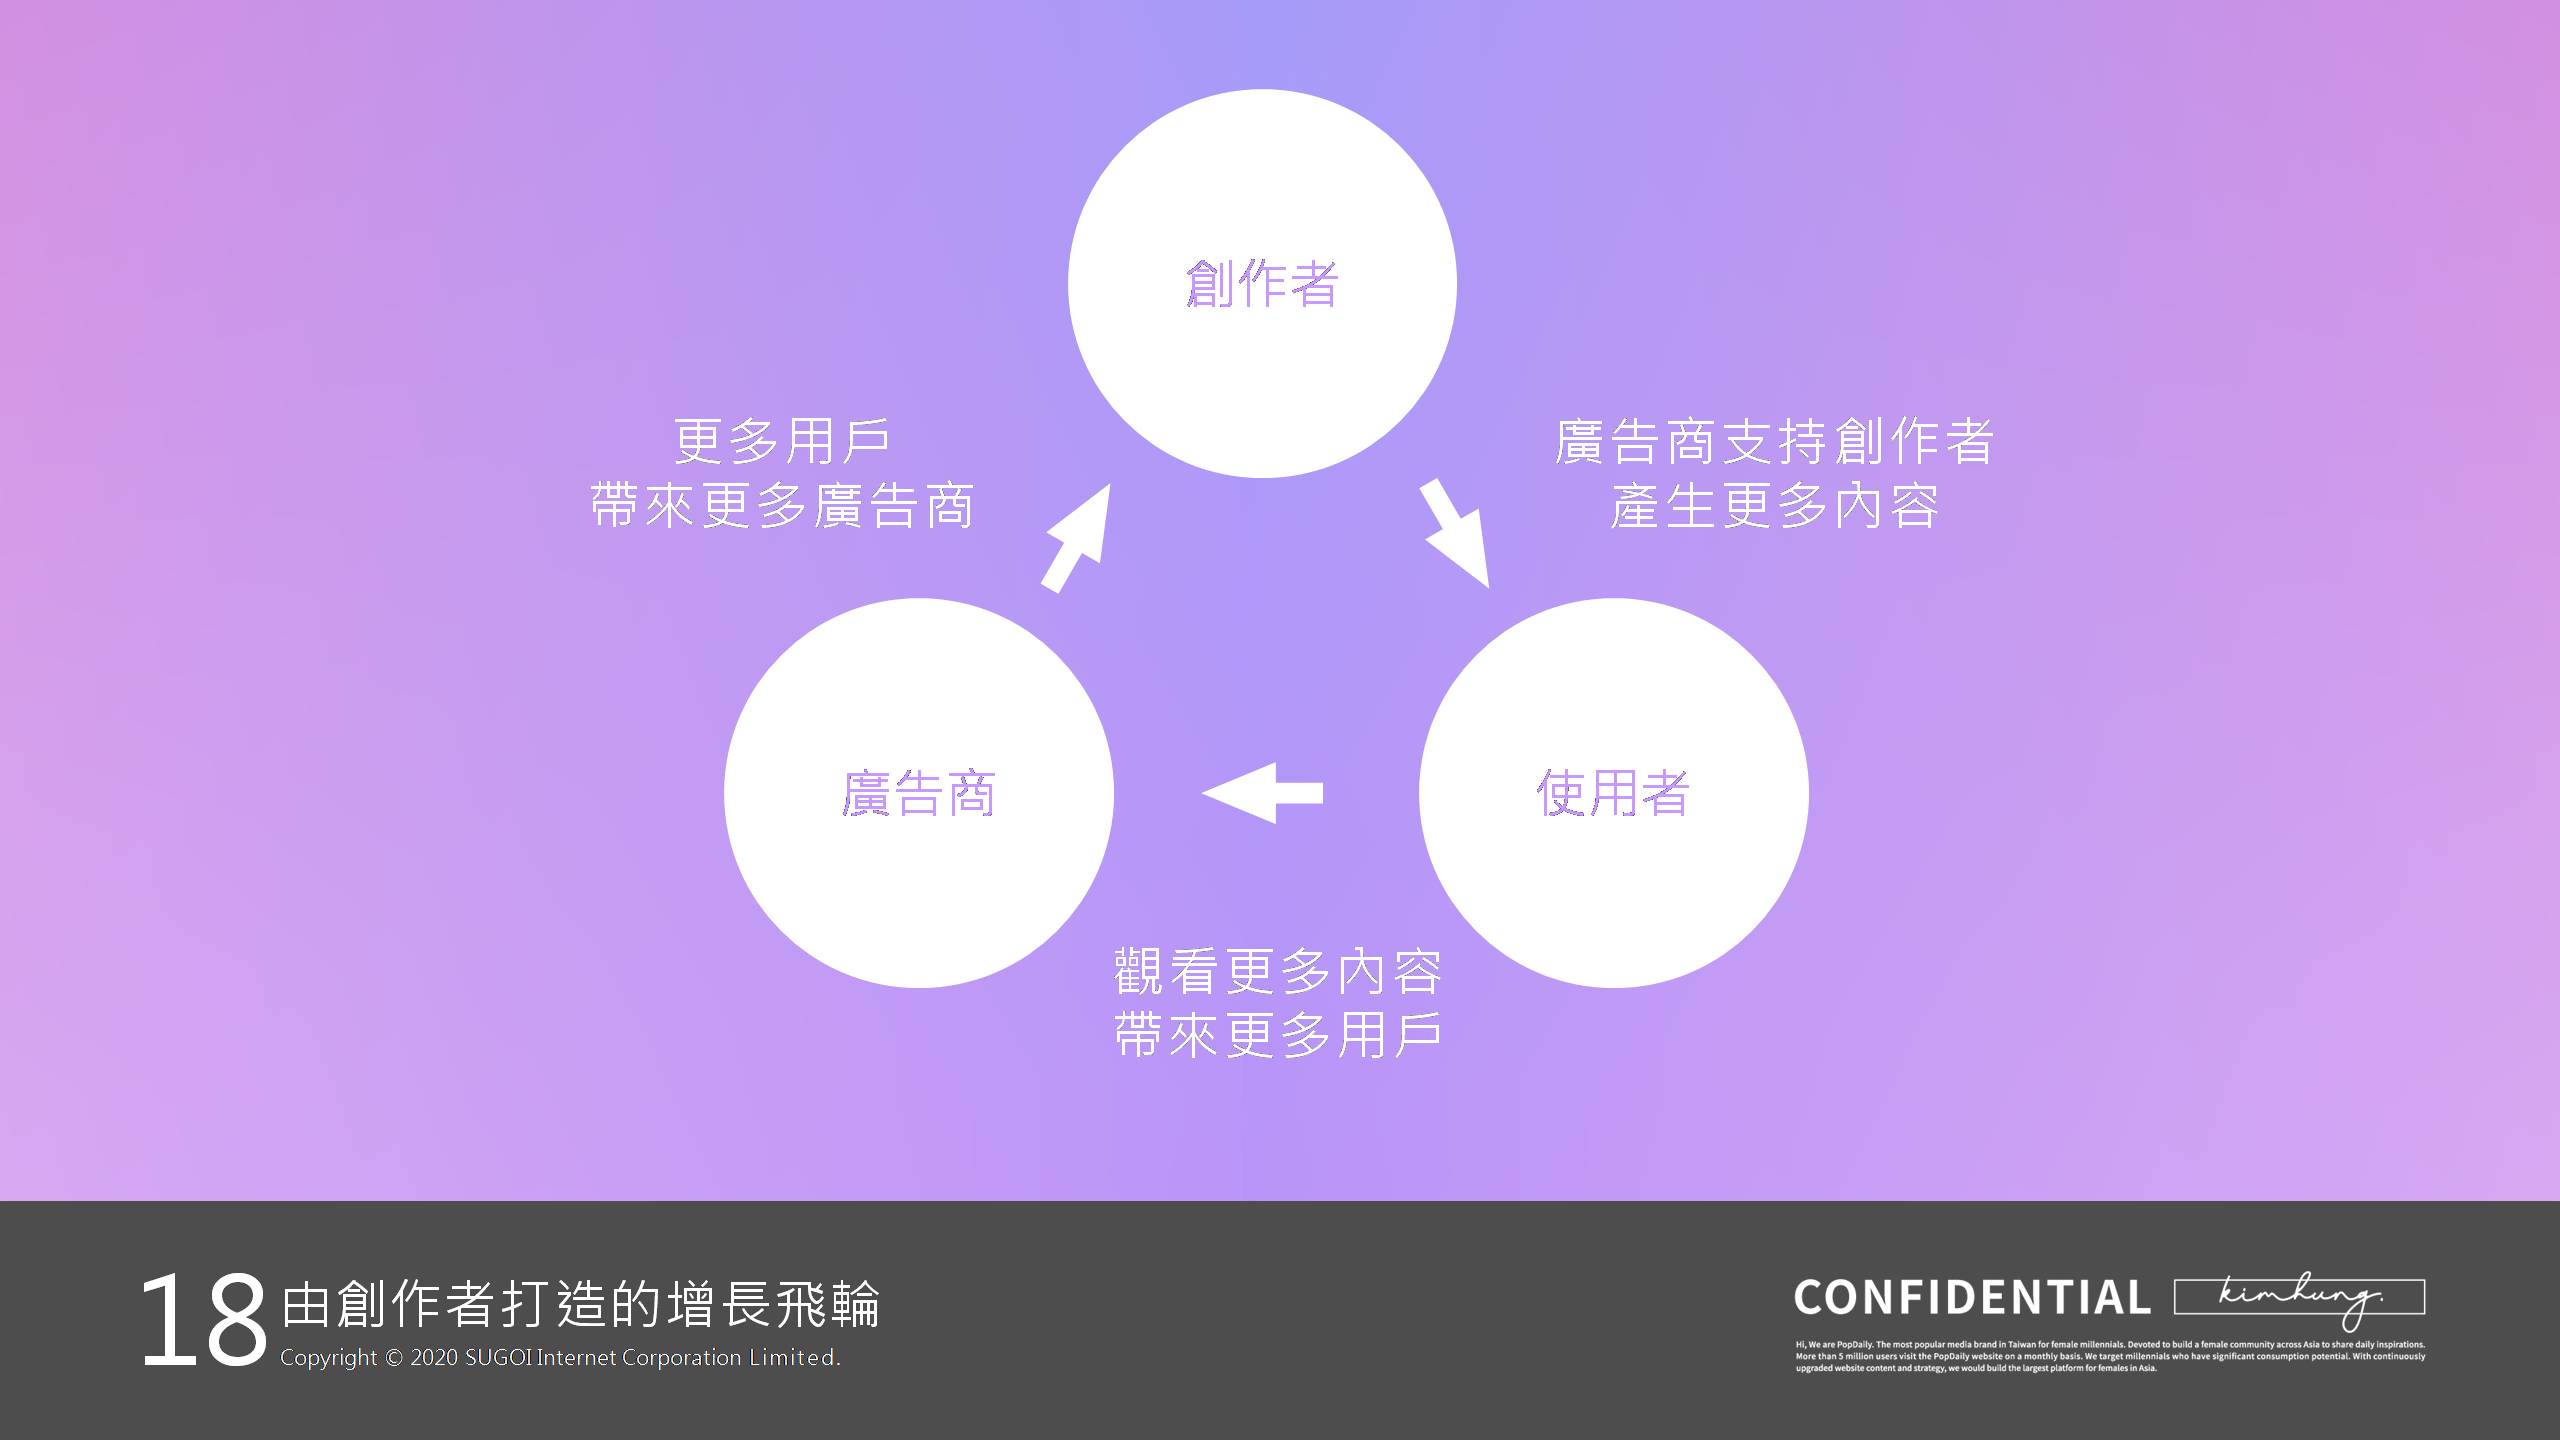 創作者
更多用戶
帶來更多廣告商
廣告商支持創作者
產生更多內容
廣告商
使用者
觀看更多內容
帶來更多用戶
18
由創作者打造的增長飛輪
Copyright © 2020 SUGOI Internet Corporation Limited.
CONFIDENTIAL
kimhung.
Hi, We are PopDaily. The most popular media brand in Taiwan for female millennials. Devoted to build a female community across Asia to share daily inspirations.
More than 5 million users visit the PopDaily website on a monthly basis. We target millennials who have significant consumption potential. With continuously
upgraded website content and strategy, we would build the largest platform for females in Asia.